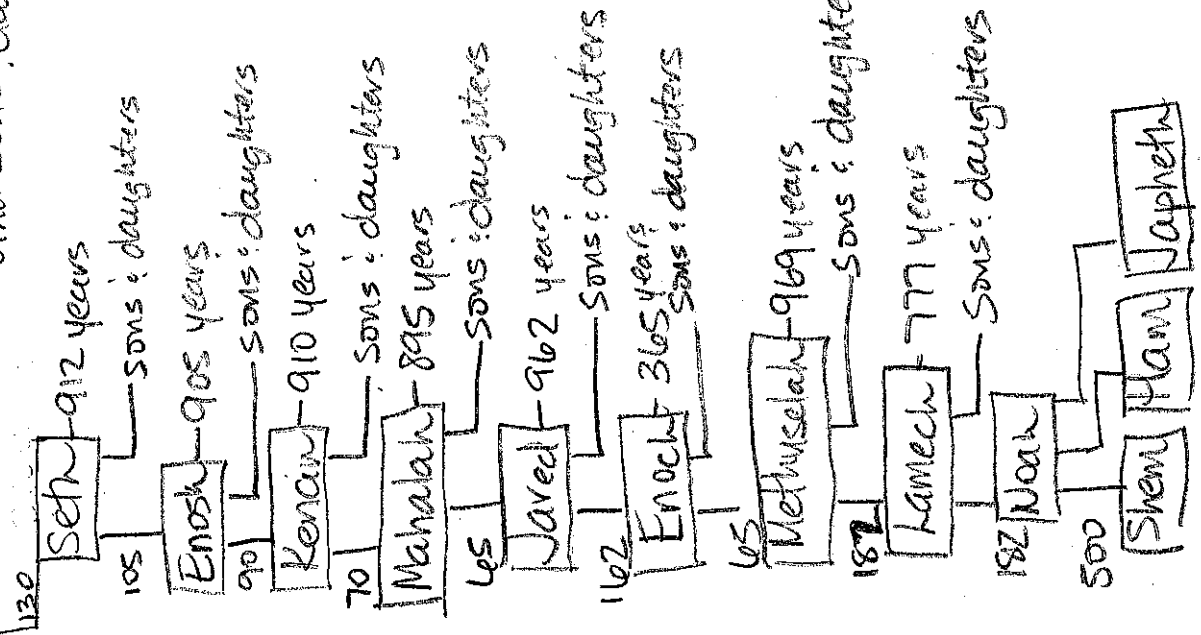 130
Seth 912 years
sons & daughters
105
Enosh 905 years
sons & daughters
90
Kenan 910 years
sons & daughters
70
Mahalah 895 years
sons & daughters
65
Jared 962 years
sons & daughters
162
Enoch 365 years
sons & daughters
65
Methuselah 969 years
sons & daughte
187
Lamech 777 years
sons & daughters
182 Noah
500
Shem Ham Japheth